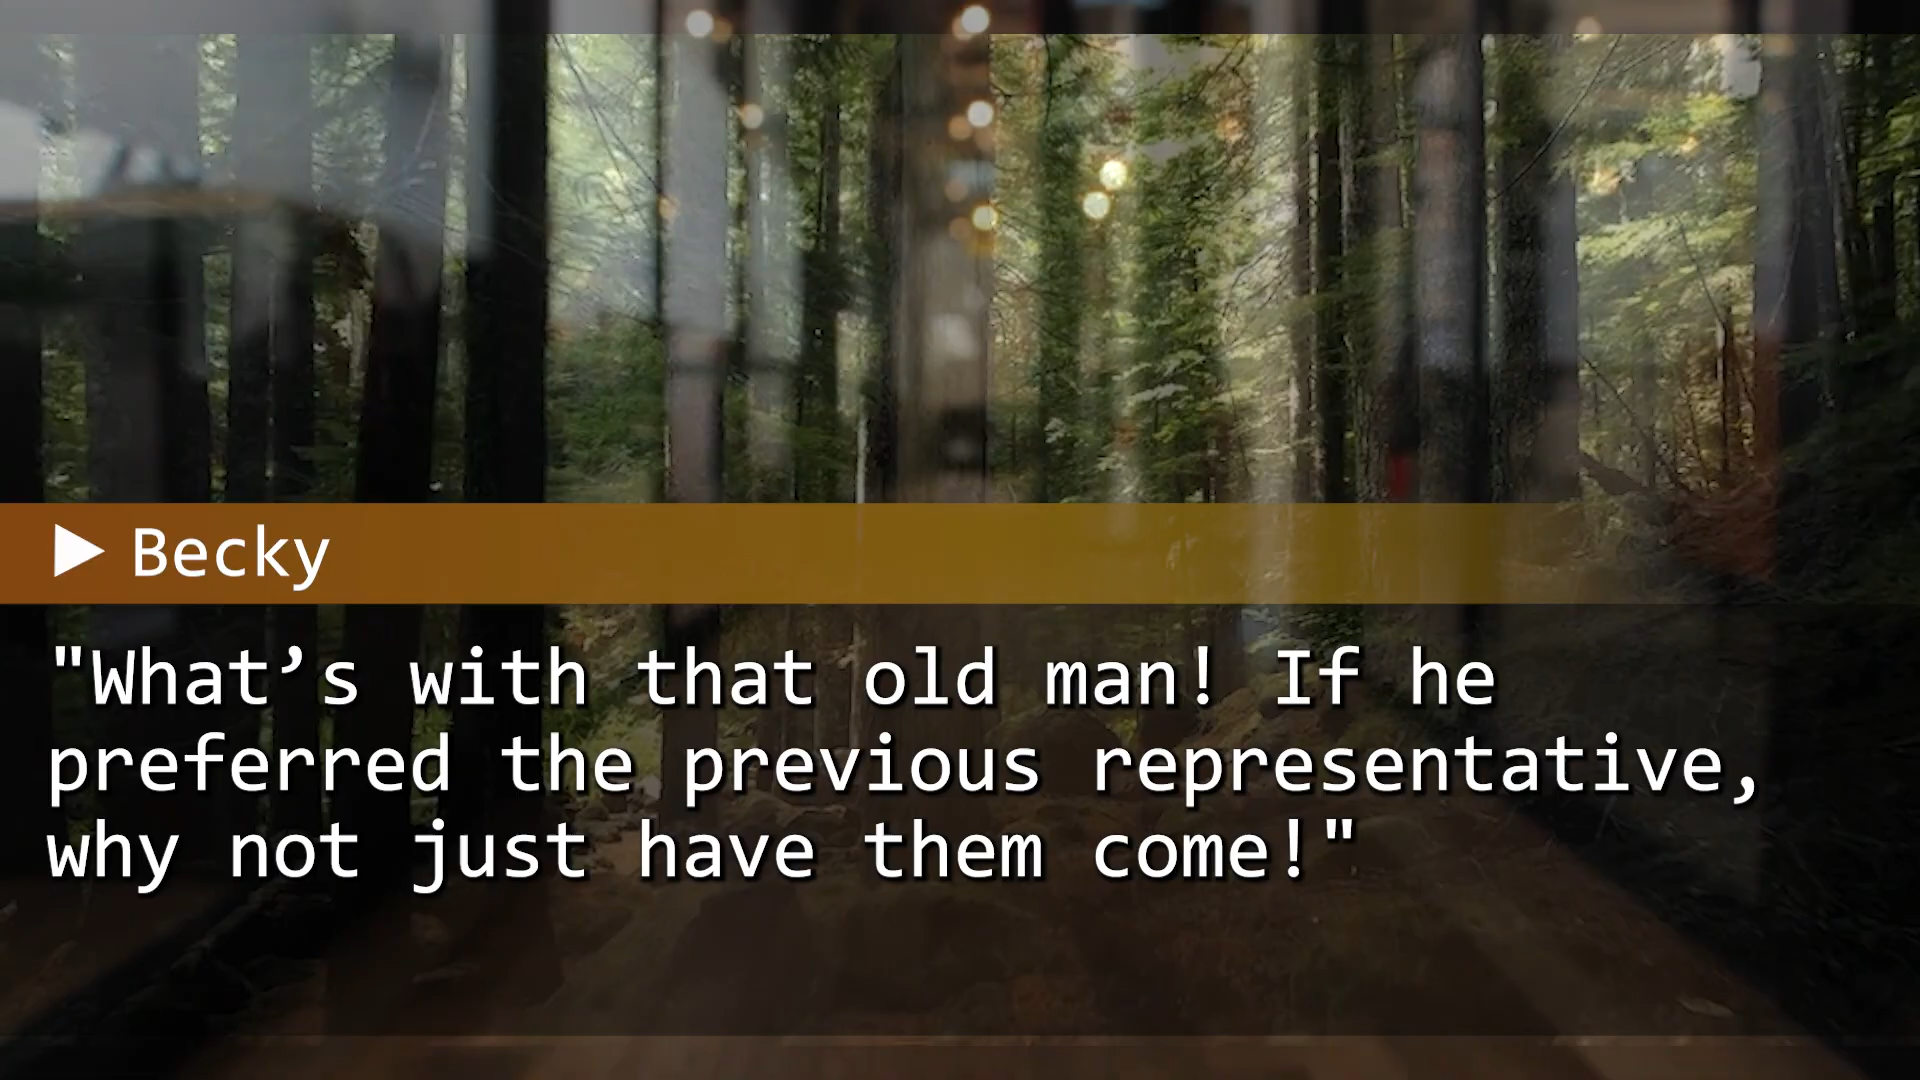 ▶ Becky
"What’s with that old man! If he
preferred the previous representative,
why not just have them come!"